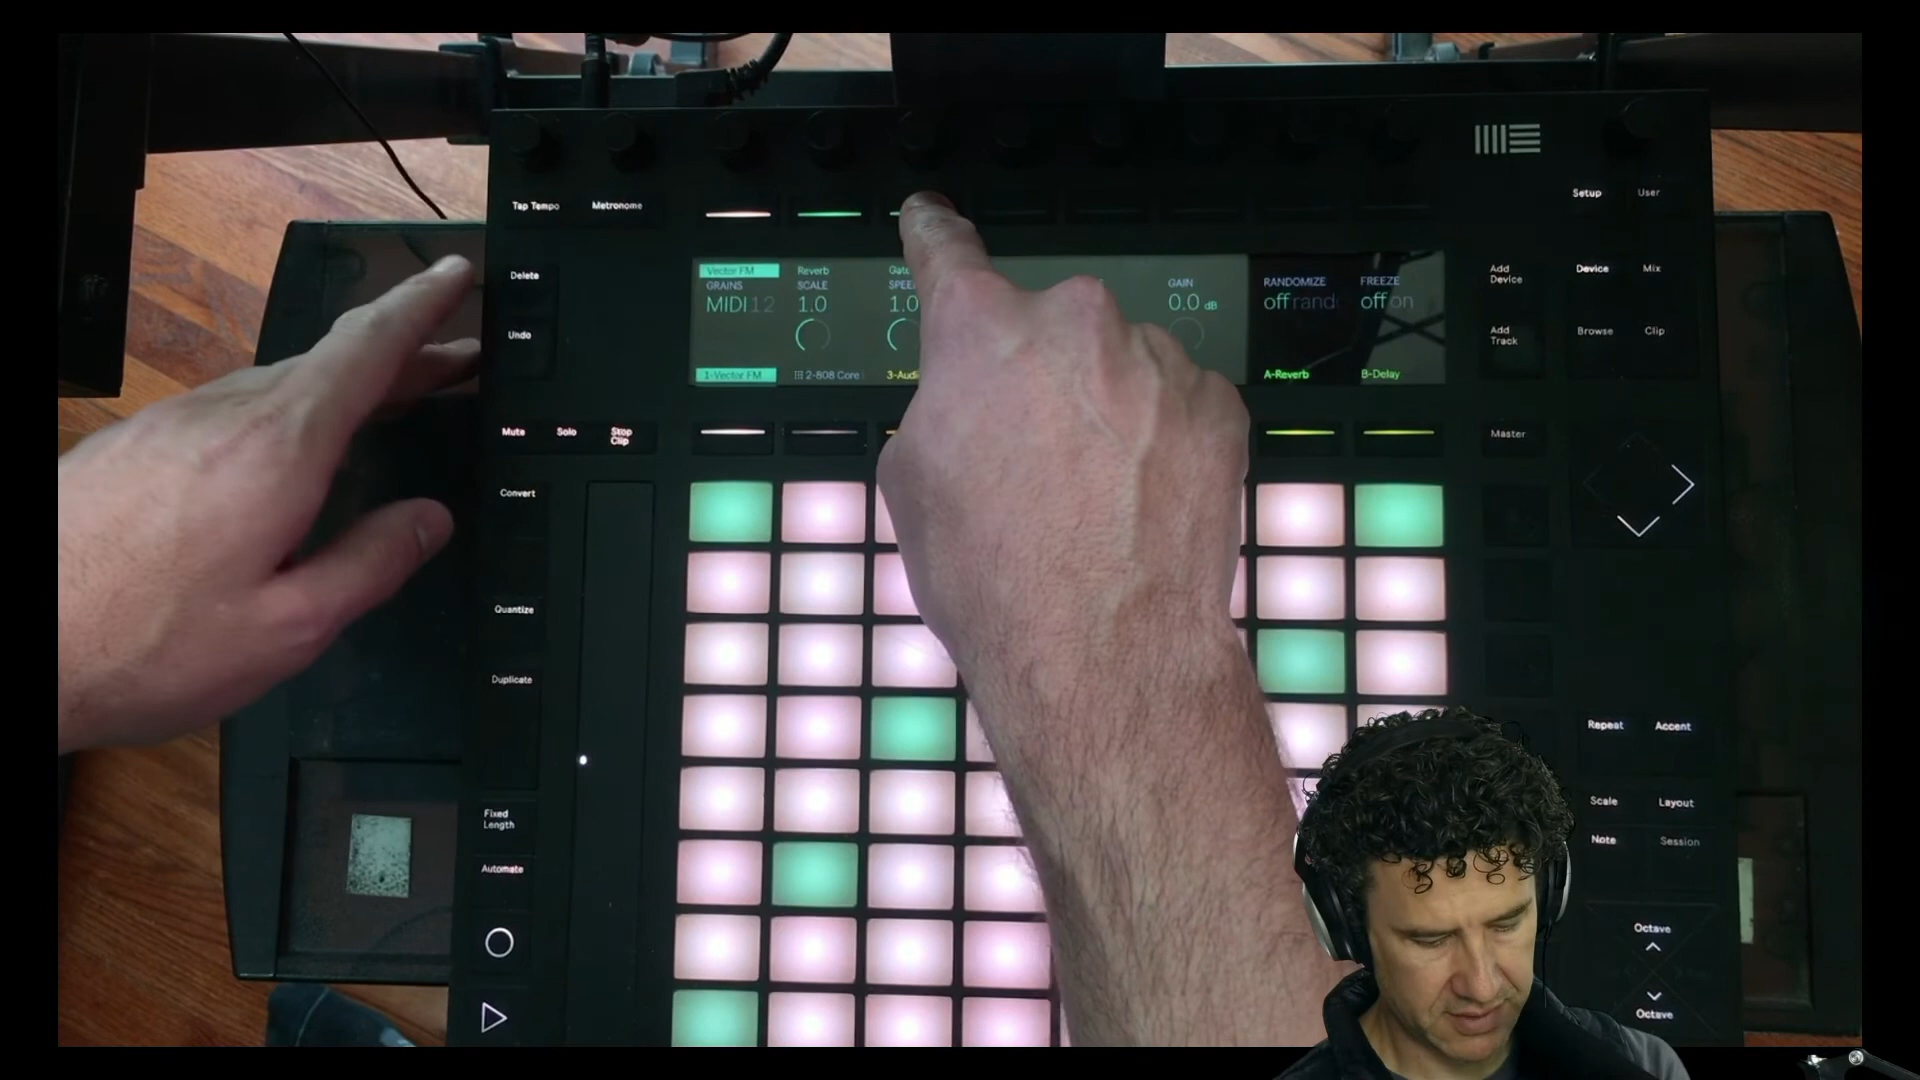 Setup User
Tap Tempo Metronome
Vector FM Reverb
GRAINS SCALE GAIN RANDOMIZE FREEZE
MIDI 12 1.0 1.0 0.0 dB off rand off on
1-Vector FM 2-808 Core A-Reverb B-Delay
Delete
Undo
Add Device
Device Mix
Add Track
Browse Clip
Mute Solo Stop Clip
Master
Convert
Quantize
Duplicate
Repeat Accent
Fixed Length
Scale Layout
Note Session
Automate
Octave
Octave